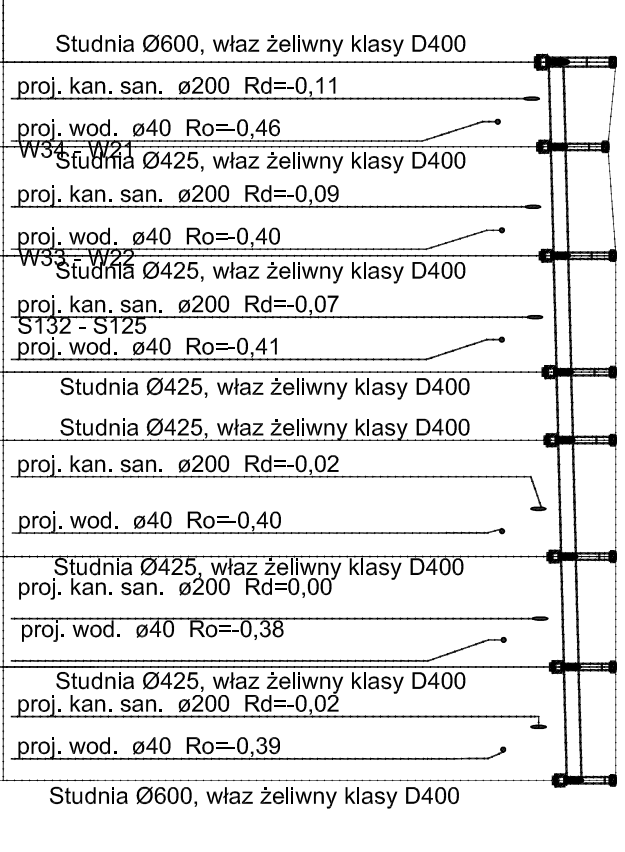 Studnia Ø600, właz żeliwny klasy D400
proj. kan. san. ø200 Rd=-0,11
proj. wod. ø40 Ro=-0,46
W34 - W21
Studnia Ø425, właz żeliwny klasy D400
proj. kan. san. ø200 Rd=-0,09
proj. wod. ø40 Ro=-0,40
W33 - W22
Studnia Ø425, właz żeliwny klasy D400
proj. kan. san. ø200 Rd=-0,07
S132 - S125
proj. wod. ø40 Ro=-0,41
Studnia Ø425, właz żeliwny klasy D400
Studnia Ø425, właz żeliwny klasy D400
proj. kan. san. ø200 Rd=-0,02
proj. wod. ø40 Ro=-0,40
Studnia Ø425, właz żeliwny klasy D400
proj. kan. san. ø200 Rd=0,00
proj. wod. ø40 Ro=-0,38
Studnia Ø425, właz żeliwny klasy D400
proj. kan. san. ø200 Rd=-0,02
proj. wod. ø40 Ro=-0,39
Studnia Ø600, właz żeliwny klasy D400